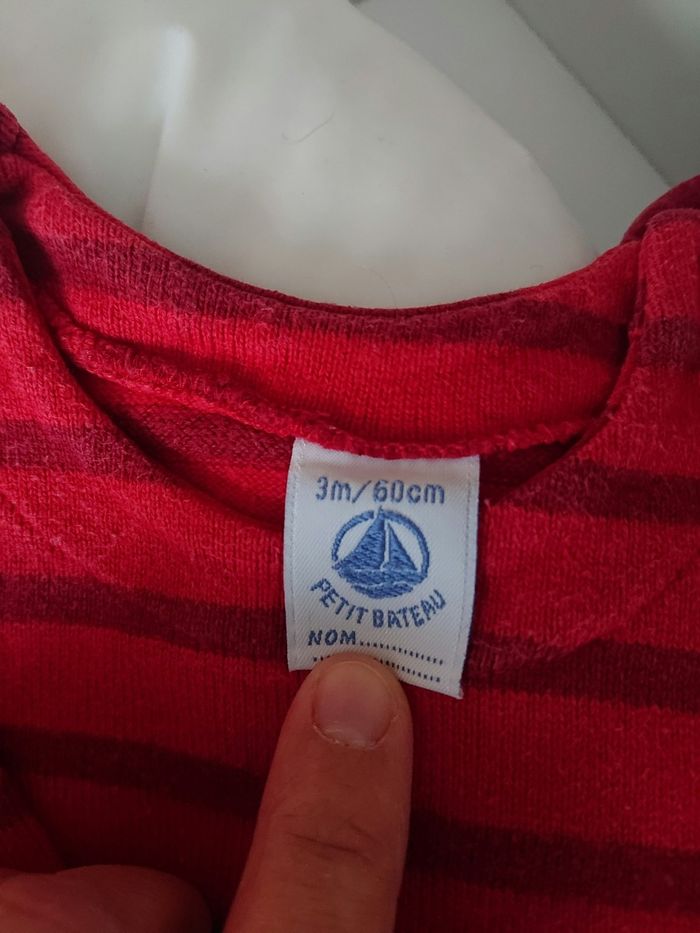 3m/60cm
PETIT BATEAU
NOM..............